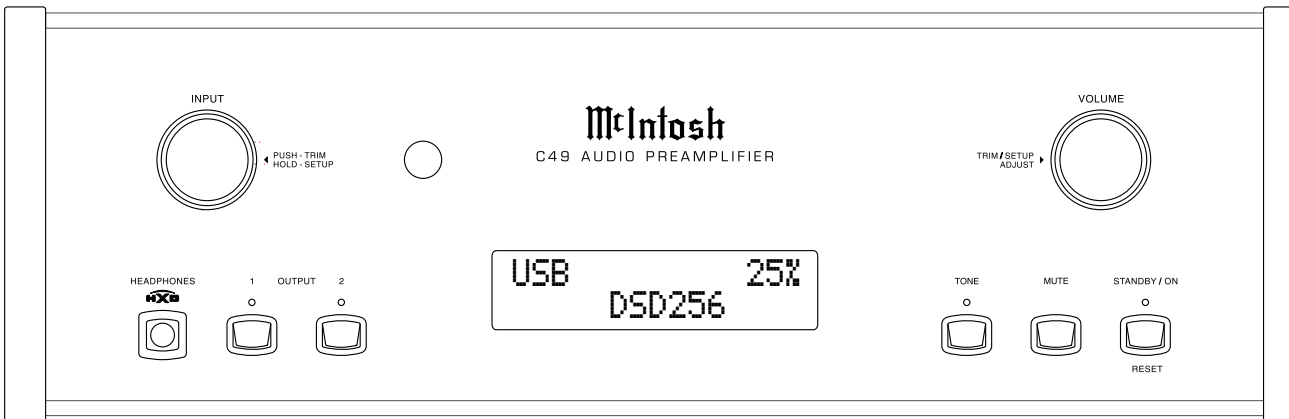 INPUT
PUSH - TRIM
HOLD - SETUP
McIntosh
C49 AUDIO PREAMPLIFIER
VOLUME
TRIM / SETUP
ADJUST
HEADPHONES
HXD
1 OUTPUT 2
USB 25%
DSD256
TONE
MUTE
STANDBY / ON
RESET